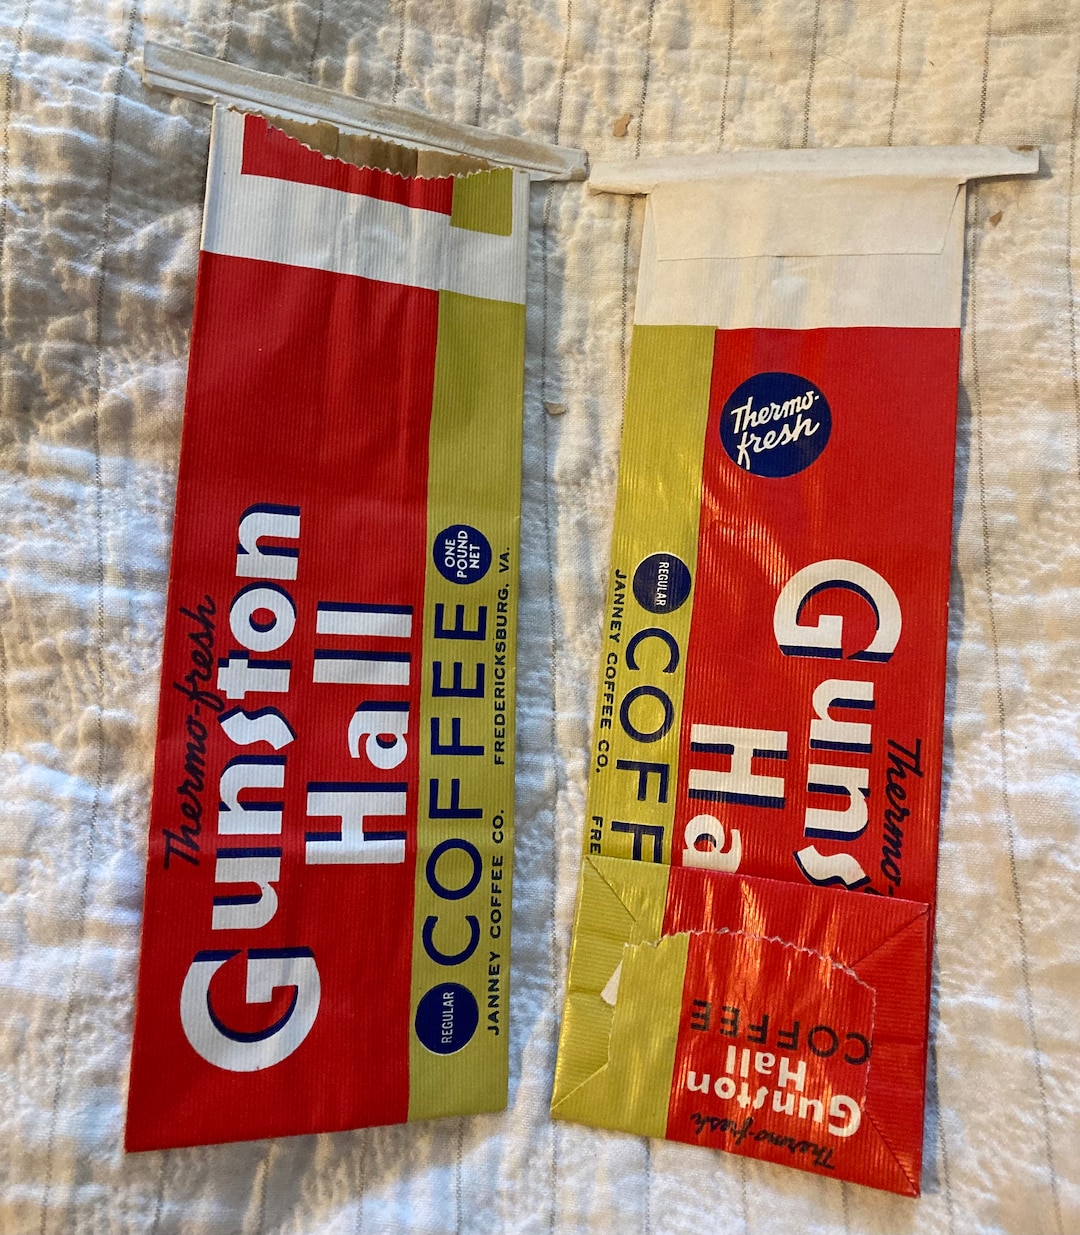 Thermo-fresh
Gunston
Hall
REGULAR
COFFEE
ONE
POUND
NET
JANNEY COFFEE CO. FREDERICKSBURG, VA.
Thermo-
fresh
Thermo-
Guns
Ha
REGULAR
COFF
JANNEY COFFEE CO. FRE
Thermo-fresh
Gunston
Hall
COFFEE